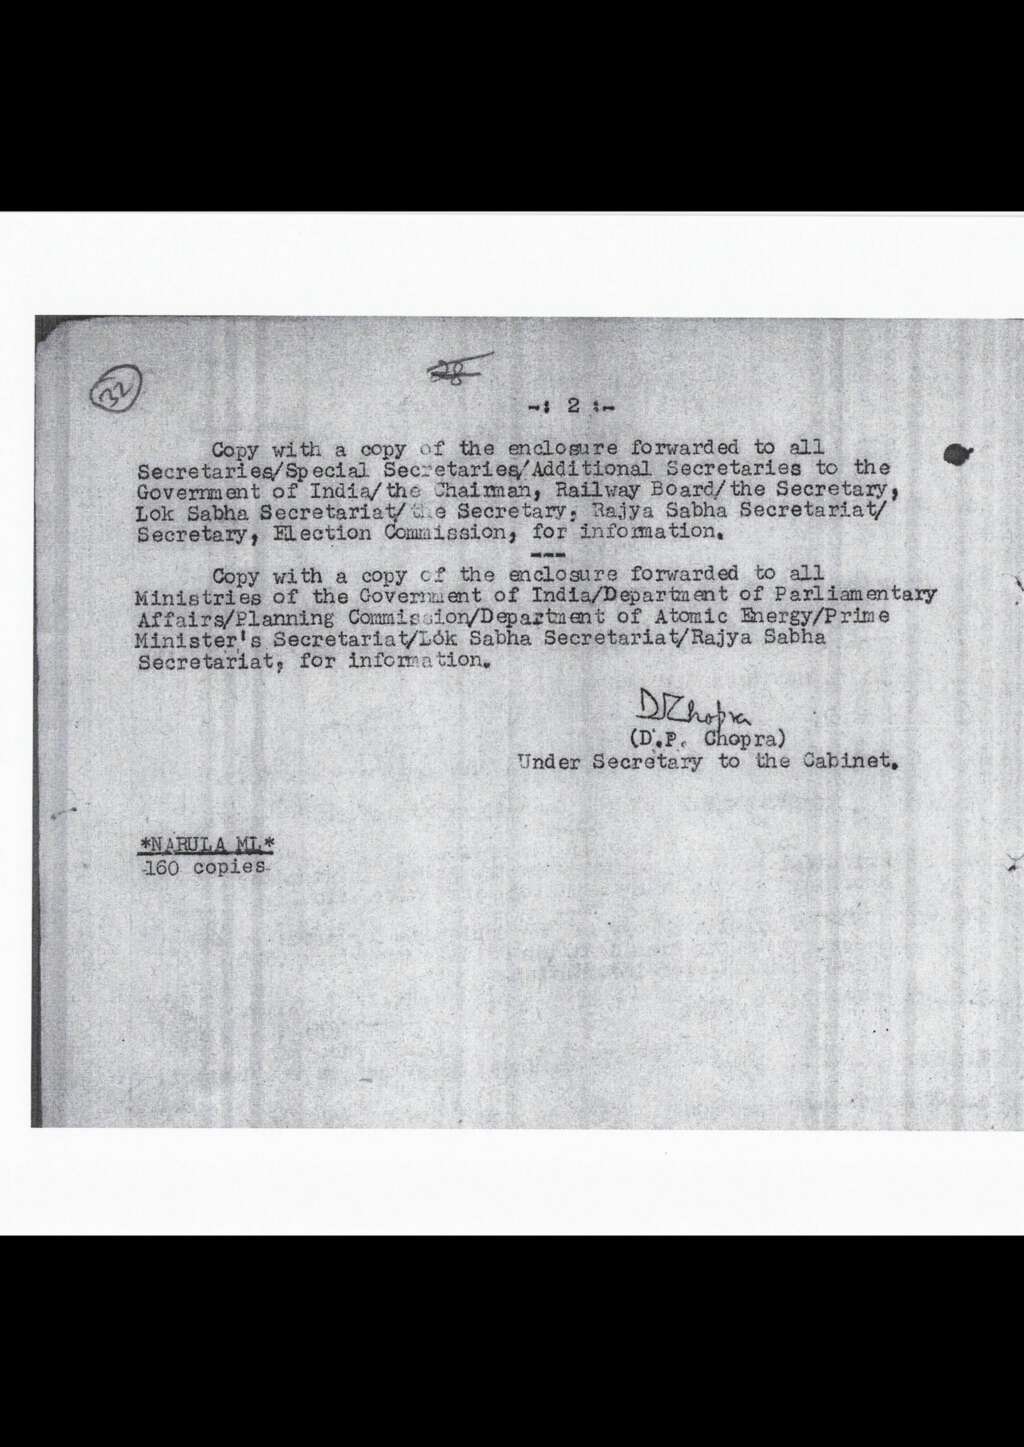 32
28
-: 2 :-
Copy with a copy of the enclosure forwarded to all
Secretaries/Special Secretaries/Additional Secretaries to the
Government of India/the Chairman, Railway Board/the Secretary,
Lok Sabha Secretariat/the Secretary, Rajya Sabha Secretariat/
Secretary, Election Commission, for information.
---
Copy with a copy of the enclosure forwarded to all
Ministries of the Government of India/Department of Parliamentary
Affairs/Planning Commission/Department of Atomic Energy/Prime
Minister's Secretariat/Lok Sabha Secretariat/Rajya Sabha
Secretariat, for information.
DPChopra
(D.P. Chopra)
Under Secretary to the Cabinet.
*NARULA ML*
-160 copies-